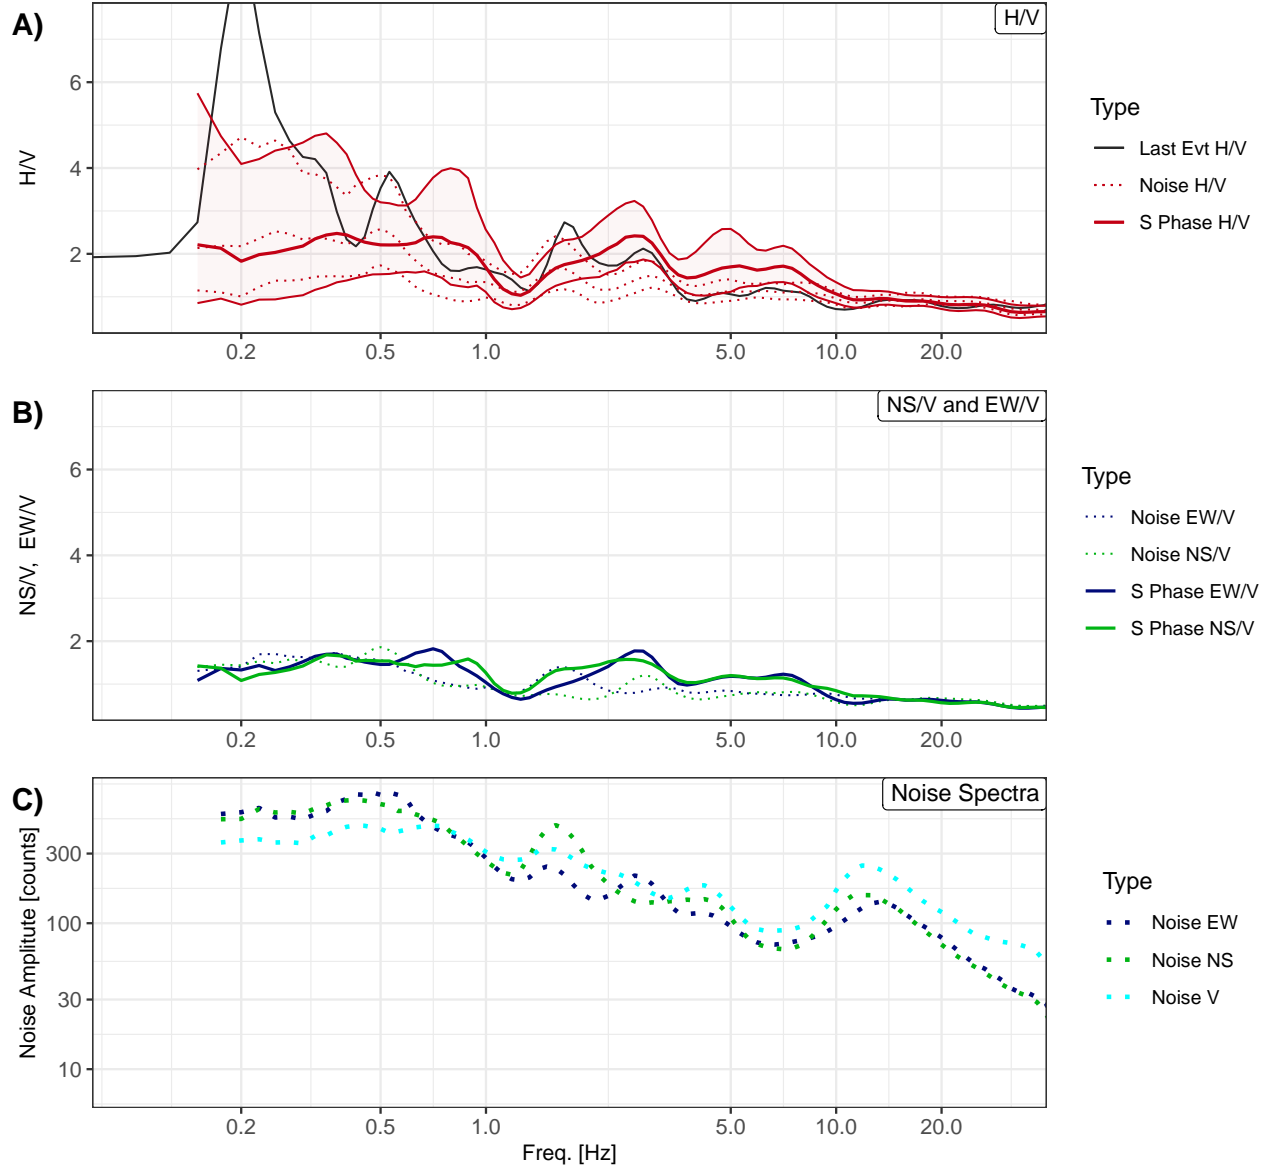 A)
H/V
6
4
2
H/V
0.2 0.5 1.0 5.0 10.0 20.0
Type
Last Evt H/V
Noise H/V
S Phase H/V
B)
NS/V and EW/V
6
4
2
NS/V, EW/V
0.2 0.5 1.0 5.0 10.0 20.0
Type
Noise EW/V
Noise NS/V
S Phase EW/V
S Phase NS/V
C)
Noise Spectra
300
100
30
10
Noise Amplitute [counts]
0.2 0.5 1.0 5.0 10.0 20.0
Freq. [Hz]
Type
Noise EW
Noise NS
Noise V